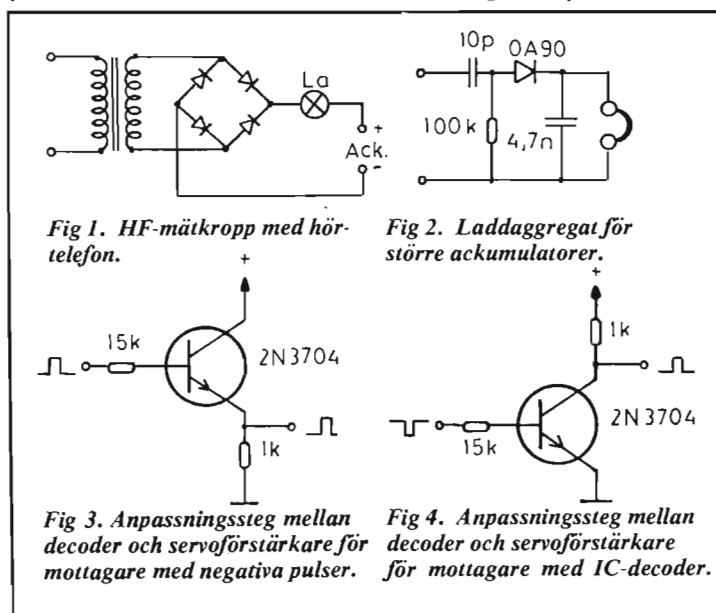 La
+
Ack.
-
Fig 1. HF-mätkropp med hör-
telefon.
10p
OA90
100k
4,7n
Fig 2. Laddaggregat för
större ackumulatorer.
+
15k
2N3704
1k
Fig 3. Anpassningssteg mellan
decoder och servoförstärkare för
mottagare med negativa pulser.
+
1k
2N3704
15k
Fig 4. Anpassningssteg mellan
decoder och servoförstärkare
för mottagare med IC-decoder.